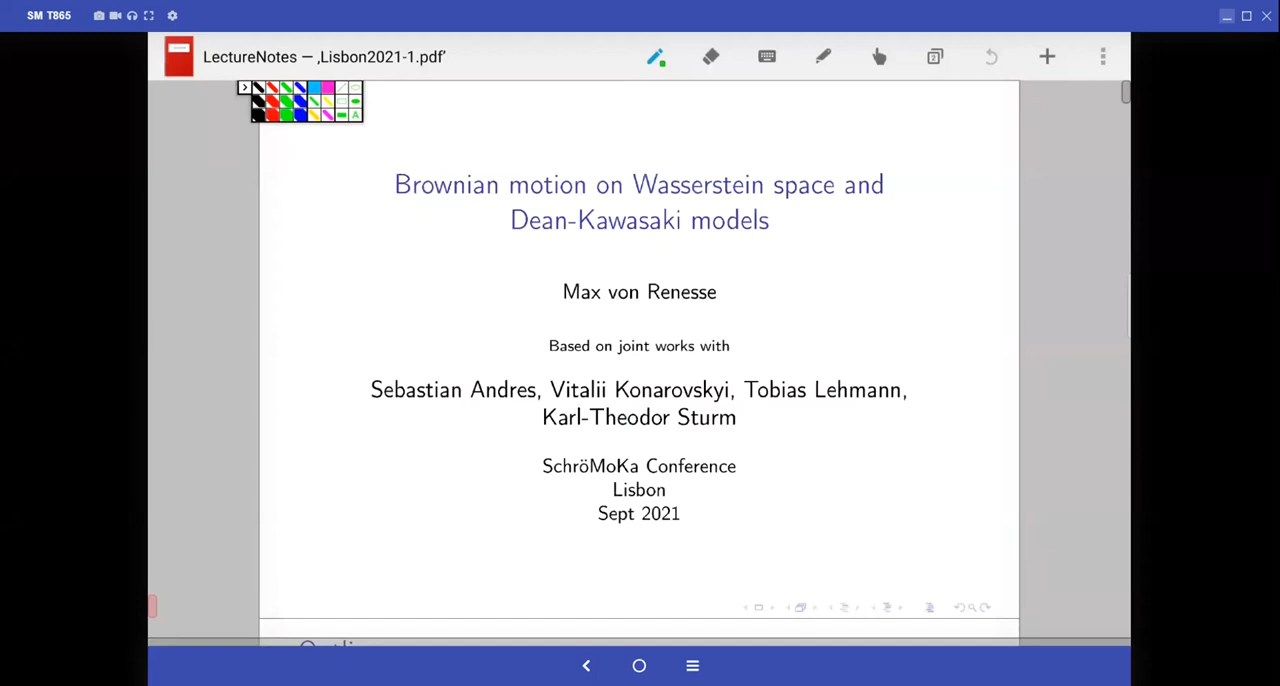 SM T865
LectureNotes — ‚Lisbon2021-1.pdf‘
Brownian motion on Wasserstein space and
Dean-Kawasaki models
Max von Renesse
Based on joint works with
Sebastian Andres, Vitalii Konarovskyi, Tobias Lehmann,
Karl-Theodor Sturm
SchröMoKa Conference
Lisbon
Sept 2021